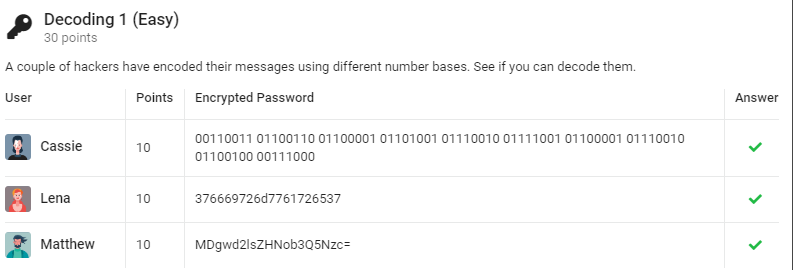 Decoding 1 (Easy)
30 points
A couple of hackers have encoded their messages using different number bases. See if you can decode them.
User Points Encrypted Password Answer
Cassie 10 00110011 01100110 01100001 01101001 01110010 01111001 01100001 01110010
01100100 00111000
Lena 10 376669726d7761726537
Matthew 10 MDgwd2lsZHNob3Q5Nzc=